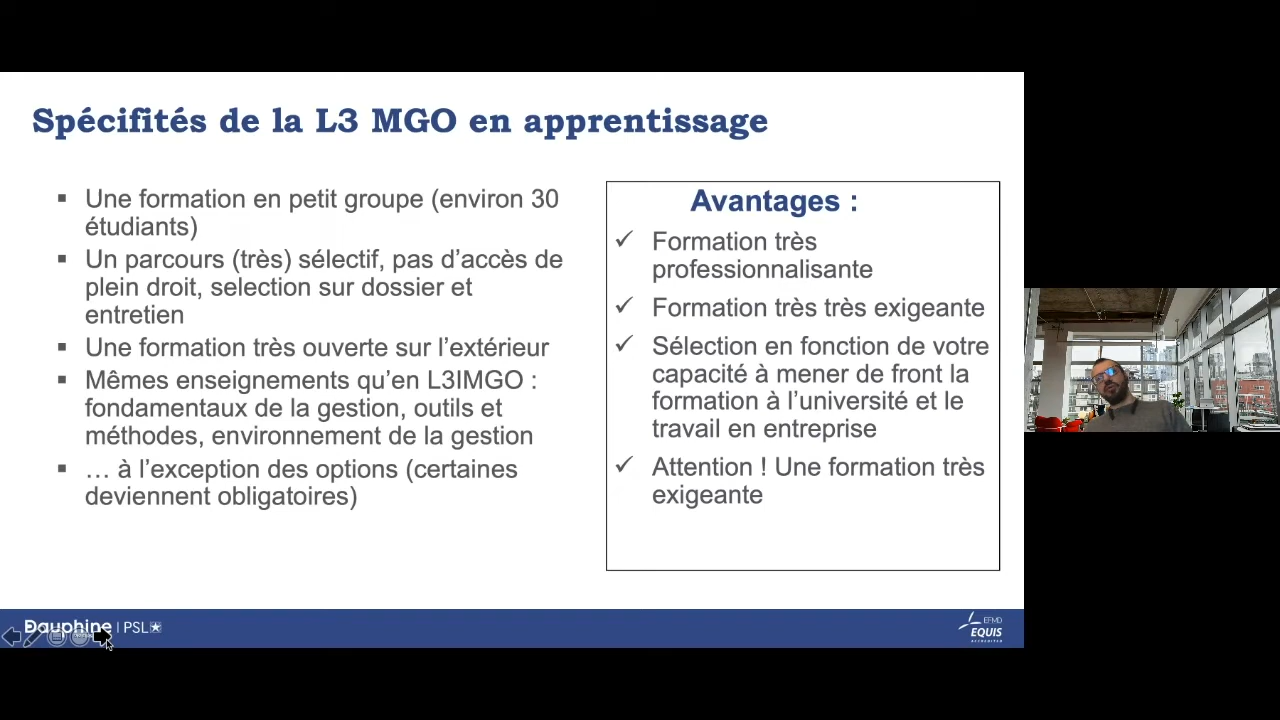 Spécifités de la L3 MGO en apprentissage
▪ Une formation en petit groupe (environ 30
étudiants)
▪ Un parcours (très) sélectif, pas d’accès de
plein droit, selection sur dossier et
entretien
▪ Une formation très ouverte sur l’extérieur
▪ Mêmes enseignements qu’en L3IMGO :
fondamentaux de la gestion, outils et
méthodes, environnement de la gestion
▪ … à l’exception des options (certaines
deviennent obligatoires)
Avantages :
✓ Formation très
professionnalisante
✓ Formation très très exigeante
✓ Sélection en fonction de votre
capacité à mener de front la
formation à l’université et le
travail en entreprise
✓ Attention ! Une formation très
exigeante
Dauphine | PSL
EFMD
EQUIS
ACCREDITED